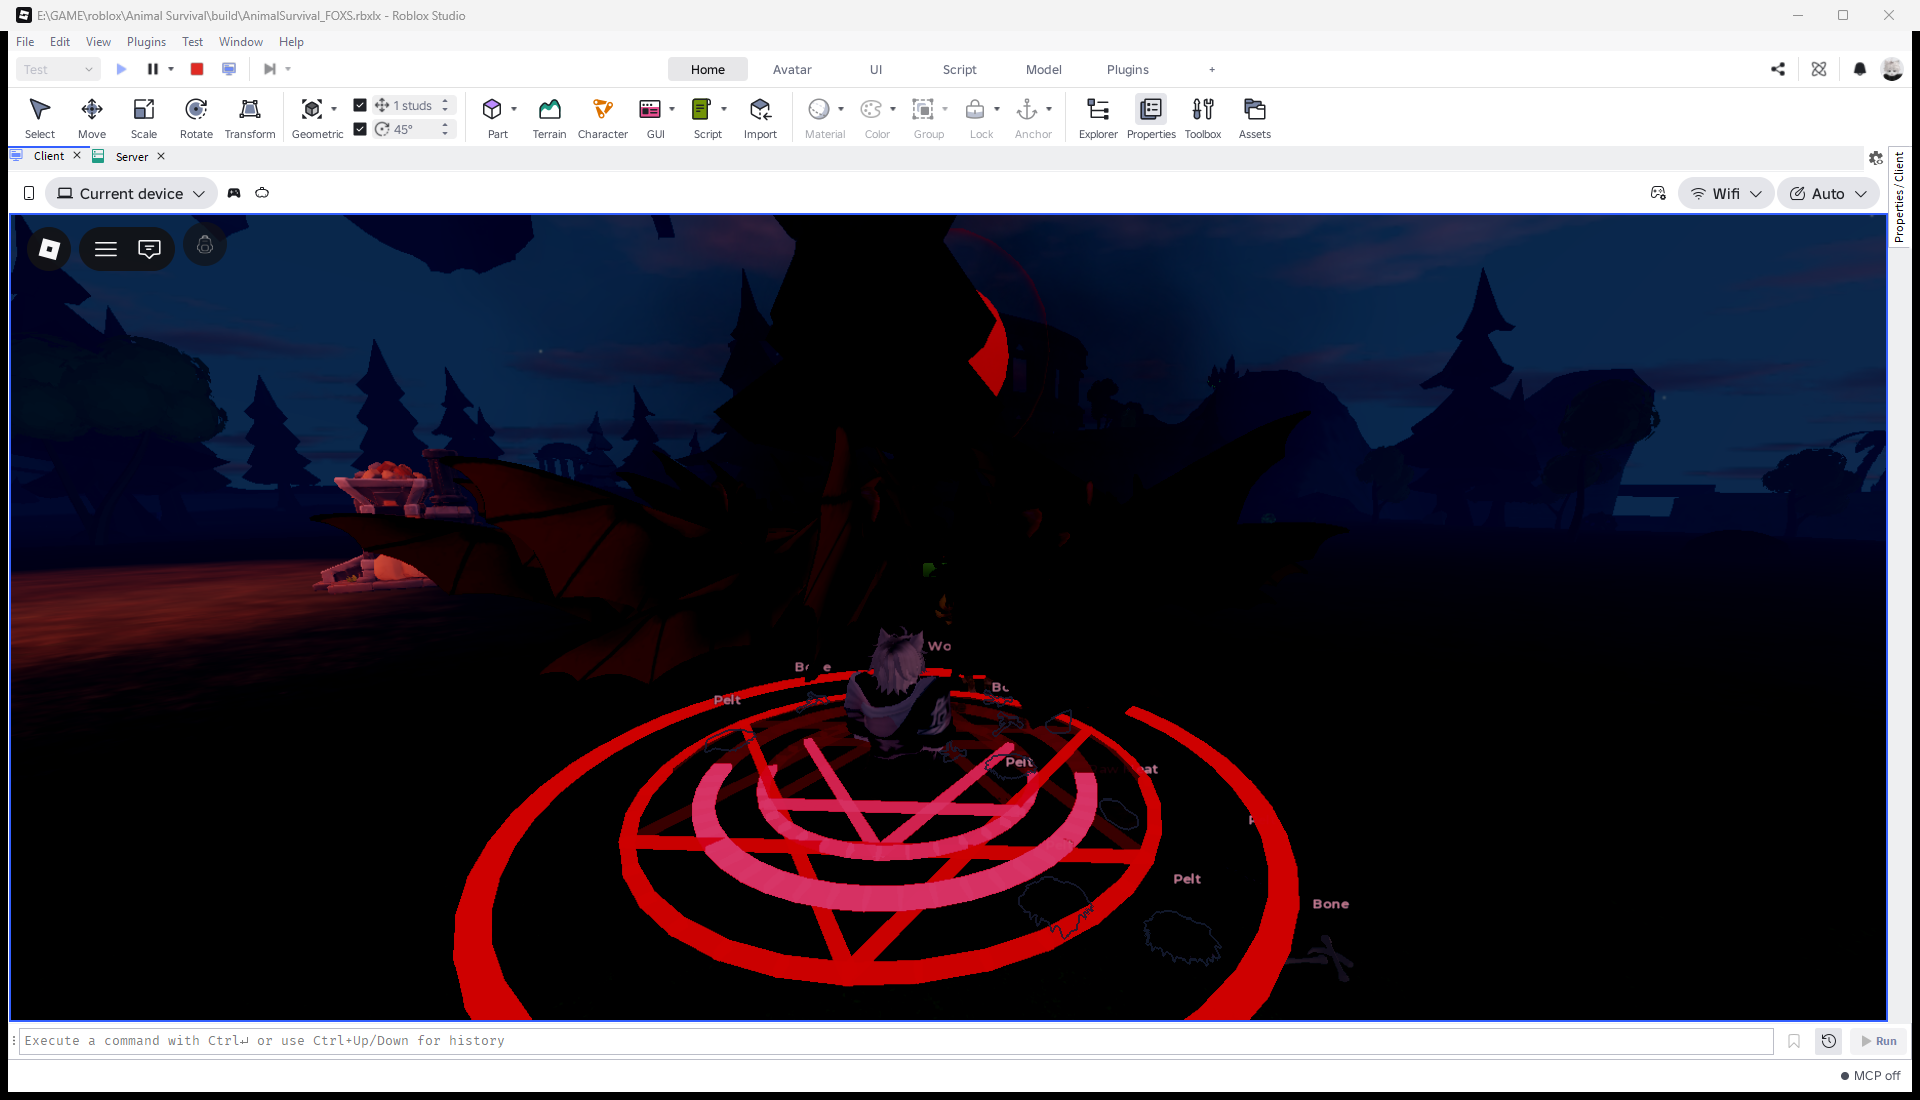 E:\GAME\roblox\Animal Survival\build\AnimalSurvival_FOXS.rbxlx - Roblox Studio
File Edit View Plugins Test Window Help
Test Home Avatar UI Script Model Plugins +
1 studs
45°
Select Move Scale Rotate Transform Geometric Part Terrain Character GUI Script Import Material Color Group Lock Anchor Explorer Properties Toolbox Assets
Client Server
Properties / Client
Current device Wifi Auto
Pelt
Pelt
Pelt
Bone
Execute a command with Ctrl↵ or use Ctrl+Up/Down for history
Run
MCP off